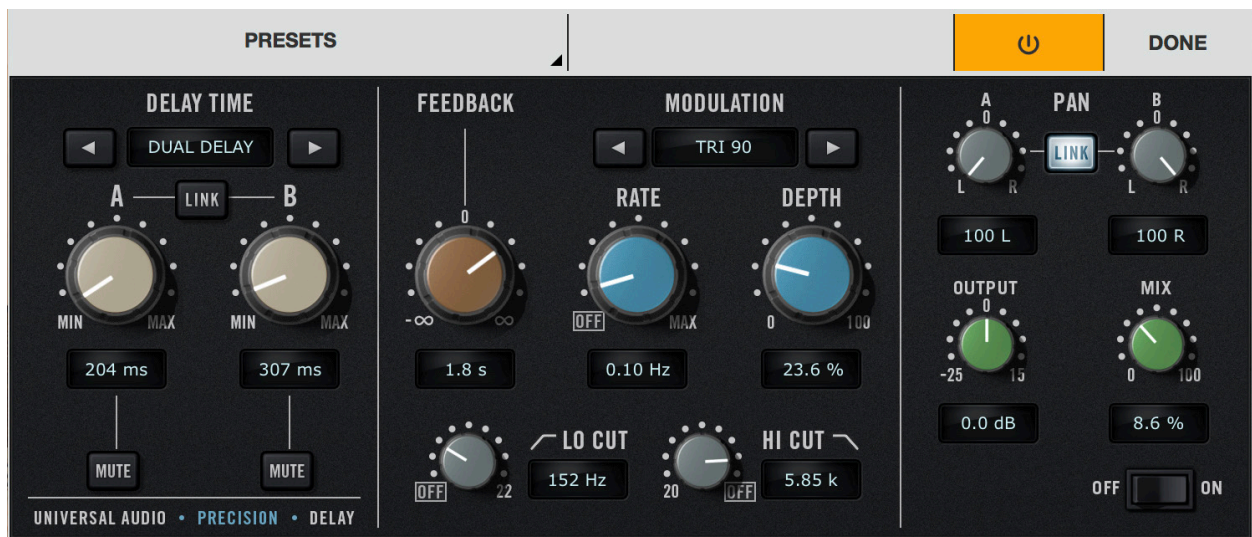 PRESETS
DONE
DELAY TIME
DUAL DELAY
A
LINK
B
MIN
MAX
MIN
MAX
204 ms
307 ms
MUTE
MUTE
UNIVERSAL AUDIO • PRECISION • DELAY
FEEDBACK
0
-∞
∞
1.8 s
MODULATION
TRI 90
RATE
DEPTH
OFF
MAX
0
100
0.10 Hz
23.6 %
LO CUT
OFF
22
152 Hz
HI CUT
20
OFF
5.85 k
A
PAN
B
0
LINK
0
L
R
L
R
100 L
100 R
OUTPUT
MIX
0
-25
15
0
100
0.0 dB
8.6 %
OFF
ON